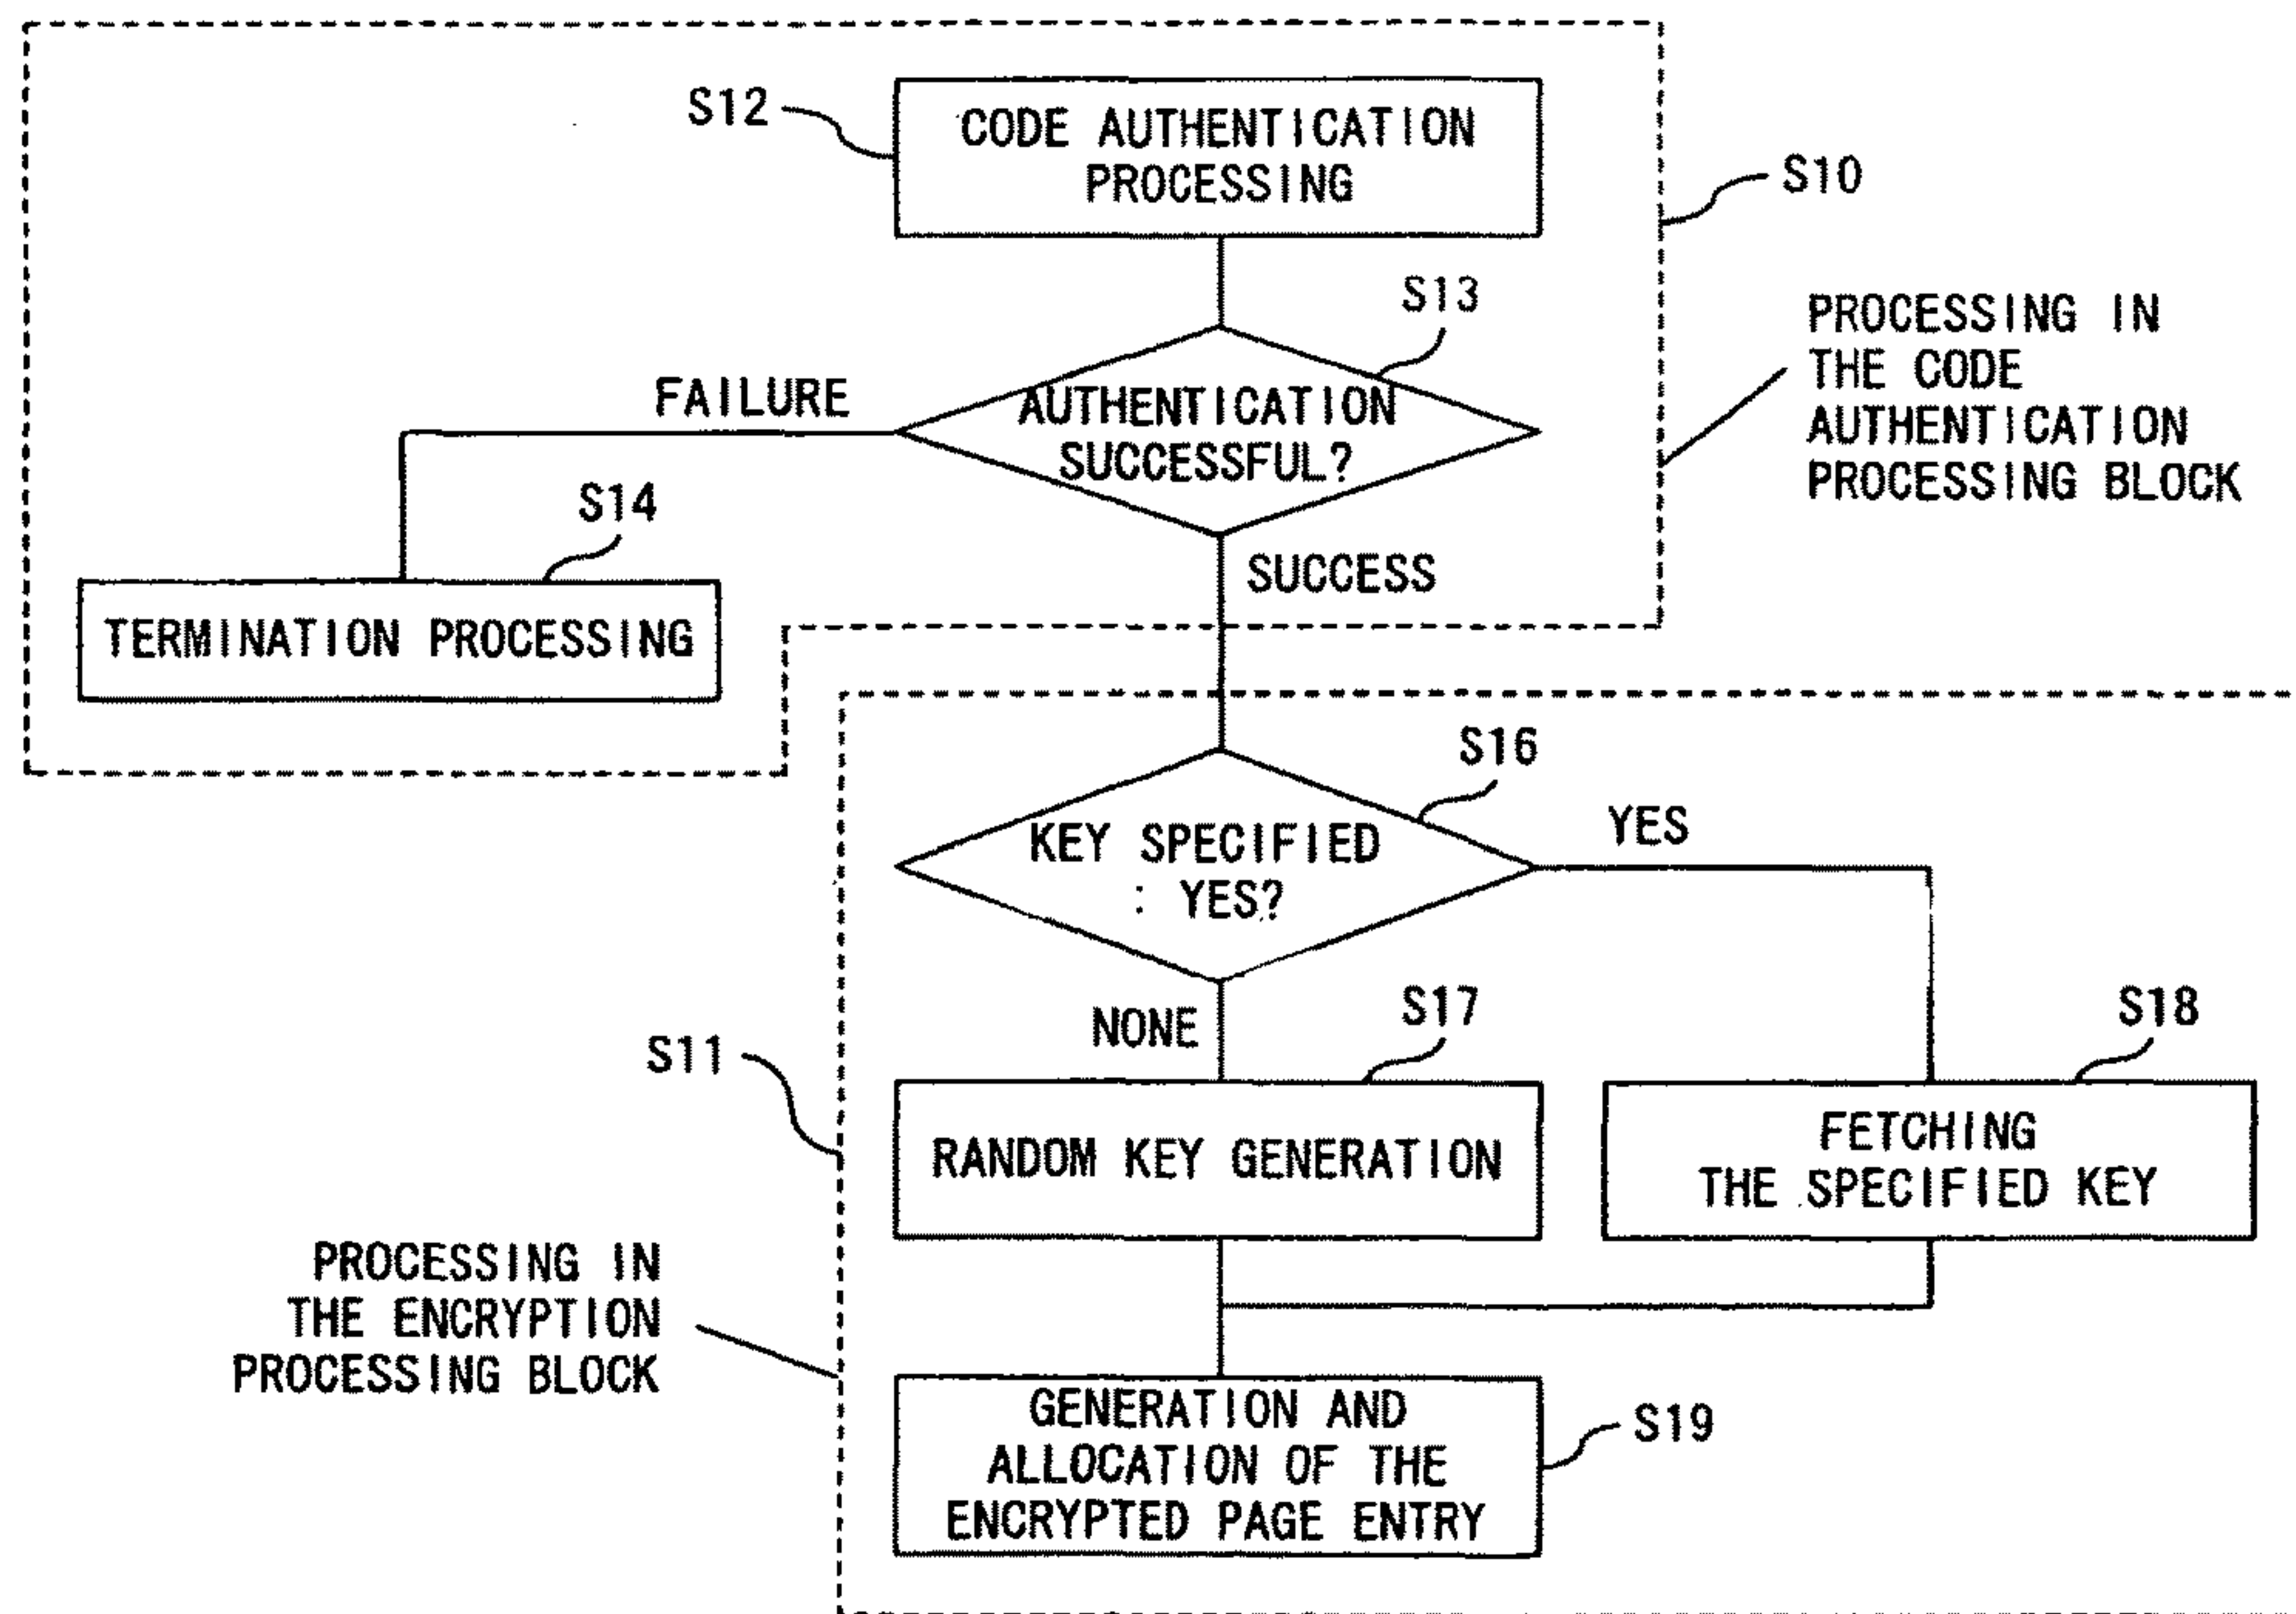 S12
CODE AUTHENTICATION
PROCESSING
S10
S13
PROCESSING IN
THE CODE
AUTHENTICATION
PROCESSING BLOCK
FAILURE
AUTHENTICATION
SUCCESSFUL?
S14
SUCCESS
TERMINATION PROCESSING
S16
YES
KEY SPECIFIED
: YES?
NONE
S17
S18
S11
RANDOM KEY GENERATION
FETCHING
THE SPECIFIED KEY
PROCESSING IN
THE ENCRYPTION
PROCESSING BLOCK
GENERATION AND
ALLOCATION OF THE
ENCRYPTED PAGE ENTRY
S19